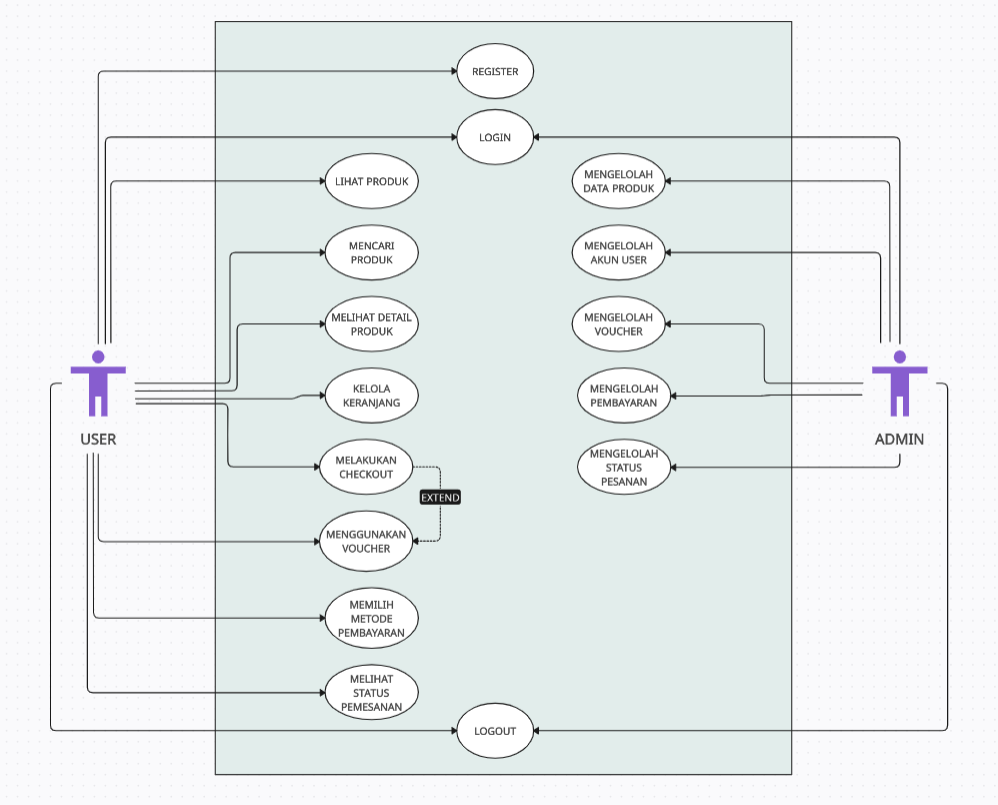 REGISTER
LOGIN
LIHAT PRODUK
MENGELOLAH
DATA PRODUK
MENCARI
PRODUK
MENGELOLAH
AKUN USER
MELIHAT DETAIL
PRODUK
MENGELOLAH
VOUCHER
KELOLA
KERANJANG
MENGELOLAH
PEMBAYARAN
USER
ADMIN
MELAKUKAN
CHECKOUT
MENGELOLAH
STATUS
PESANAN
EXTEND
MENGGUNAKAN
VOUCHER
MEMILIH
METODE
PEMBAYARAN
MELIHAT
STATUS
PEMESANAN
LOGOUT